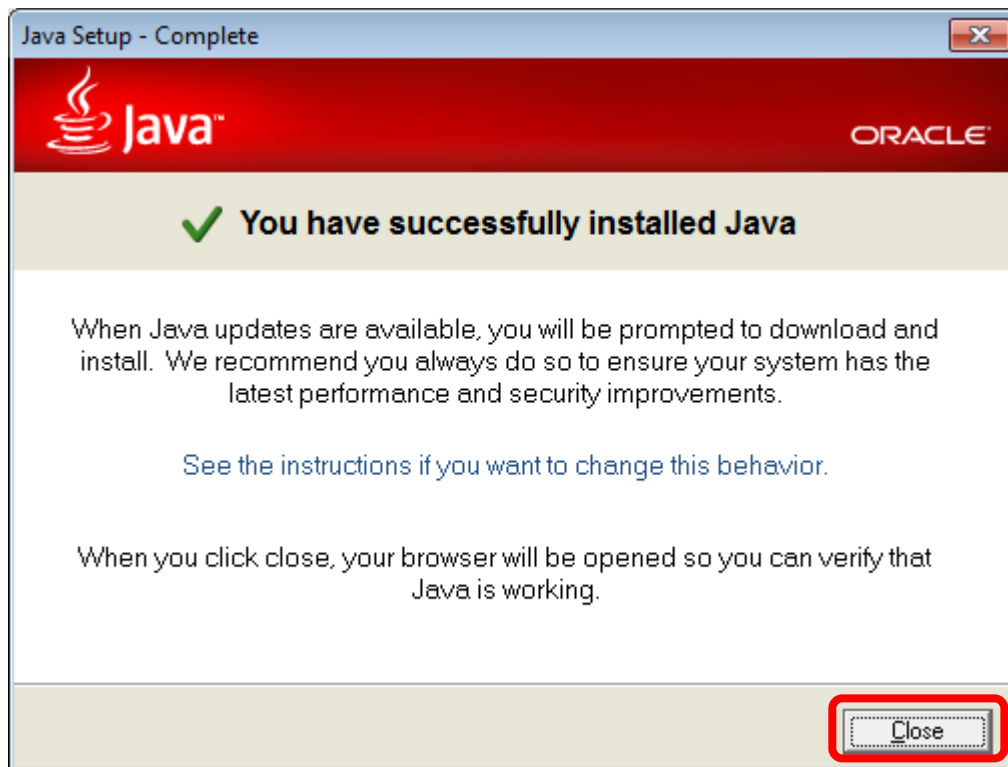 Java Setup - Complete
Java™
ORACLE®
You have successfully installed Java
When Java updates are available, you will be prompted to download and
install. We recommend you always do so to ensure your system has the
latest performance and security improvements.
See the instructions if you want to change this behavior.
When you click close, your browser will be opened so you can verify that
Java is working.
Close